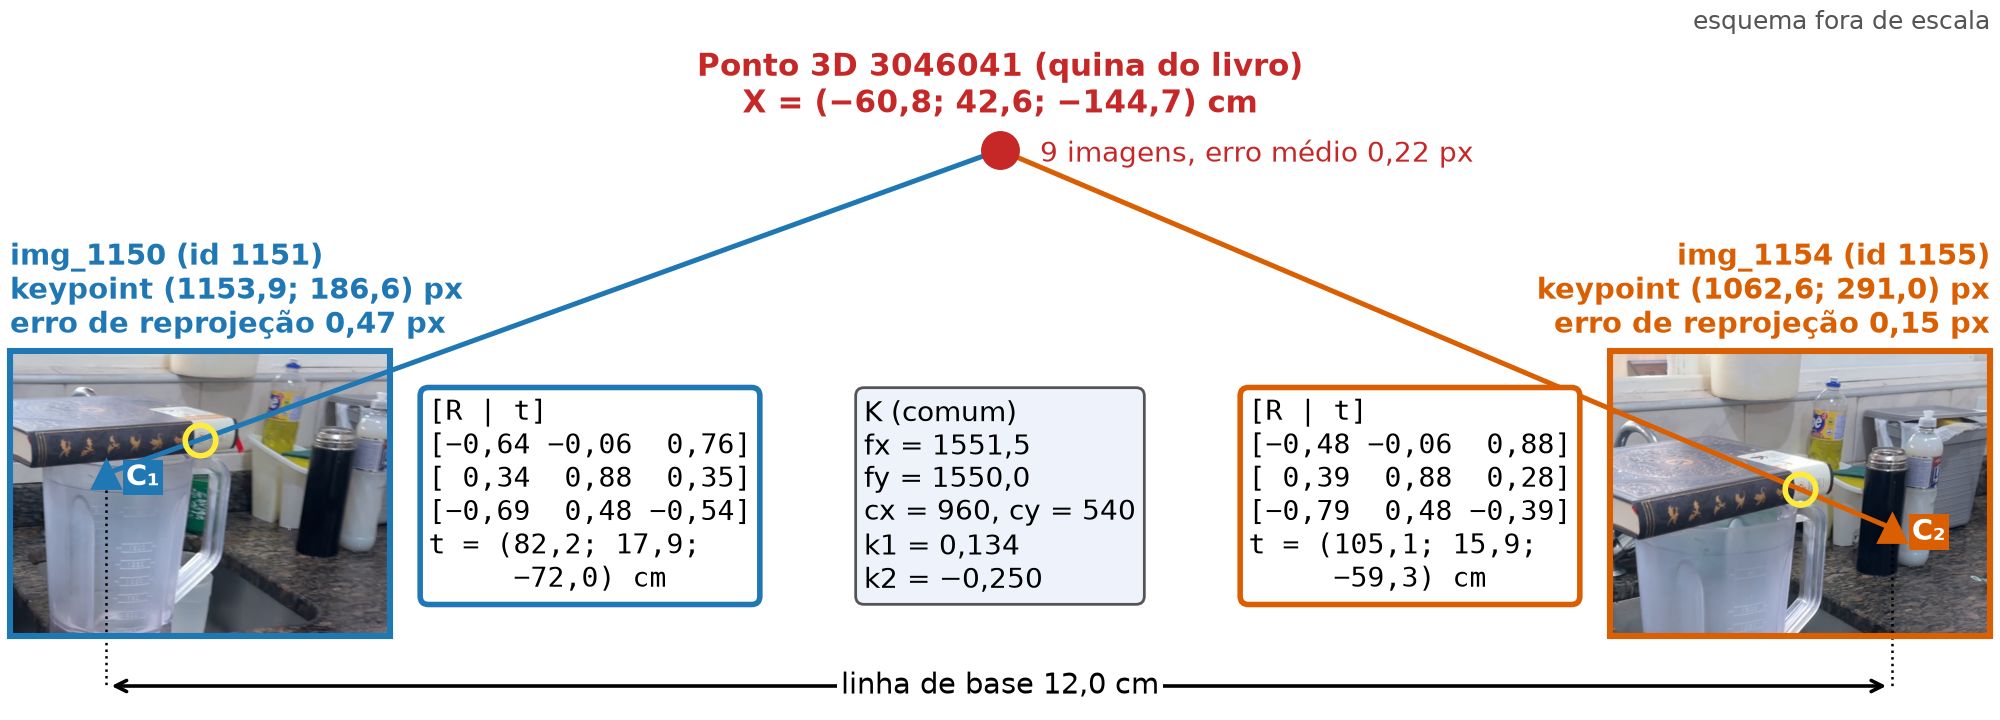 esquema fora de escala
Ponto 3D 3046041 (quina do livro)
X = (−60,8; 42,6; −144,7) cm
9 imagens, erro médio 0,22 px
img_1150 (id 1151)
keypoint (1153,9; 186,6) px
erro de reprojeção 0,47 px
img_1154 (id 1155)
keypoint (1062,6; 291,0) px
erro de reprojeção 0,15 px
C₁
[R | t]
[−0,64 −0,06  0,76]
[ 0,34  0,88  0,35]
[−0,69  0,48 −0,54]
t = (82,2; 17,9;
−72,0) cm
K (comum)
fx = 1551,5
fy = 1550,0
cx = 960, cy = 540
k1 = 0,134
k2 = −0,250
[R | t]
[−0,48 −0,06  0,88]
[ 0,39  0,88  0,28]
[−0,79  0,48 −0,39]
t = (105,1; 15,9;
−59,3) cm
C₂
linha de base 12,0 cm